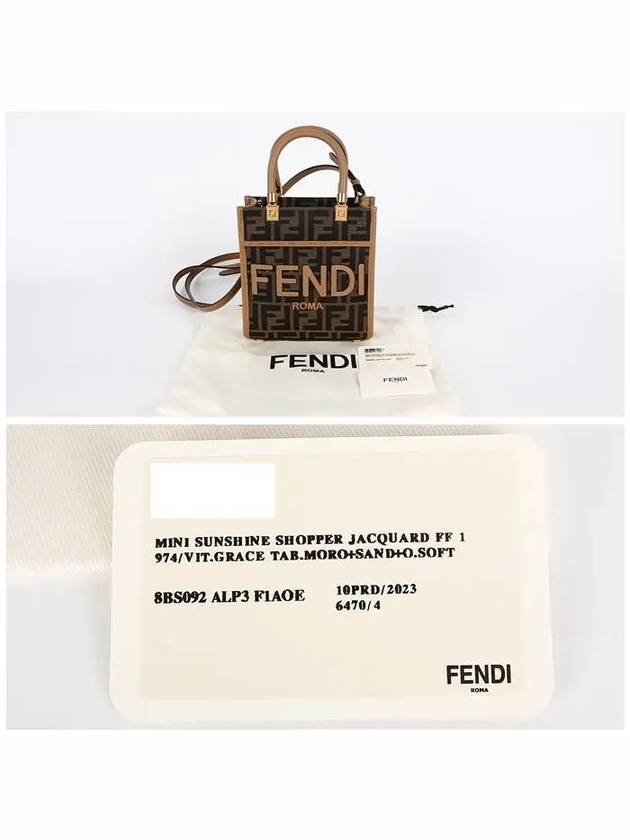 FENDI
ROMA
FENDI
ROMA
FENDI
MINI SUNSHINE SHOPPER JACQUARD FF 1
974/VIT.GRACE TAB.MORO+SAND+O.SOFT
8BS092 ALP3 F1AOE
10PRD/2023
6470/4
FENDI
ROMA